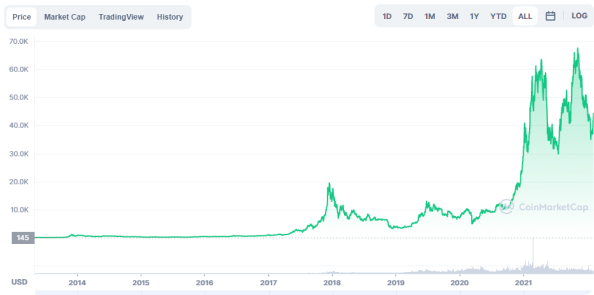 Price Market Cap TradingView History 1D 7D 1M 3M 1Y YTD ALL LOG
70.0K
60.0K
50.0K
40.0K
30.0K
20.0K
10.0K
CoinMarketCap
145
USD 2014 2015 2016 2017 2018 2019 2020 2021